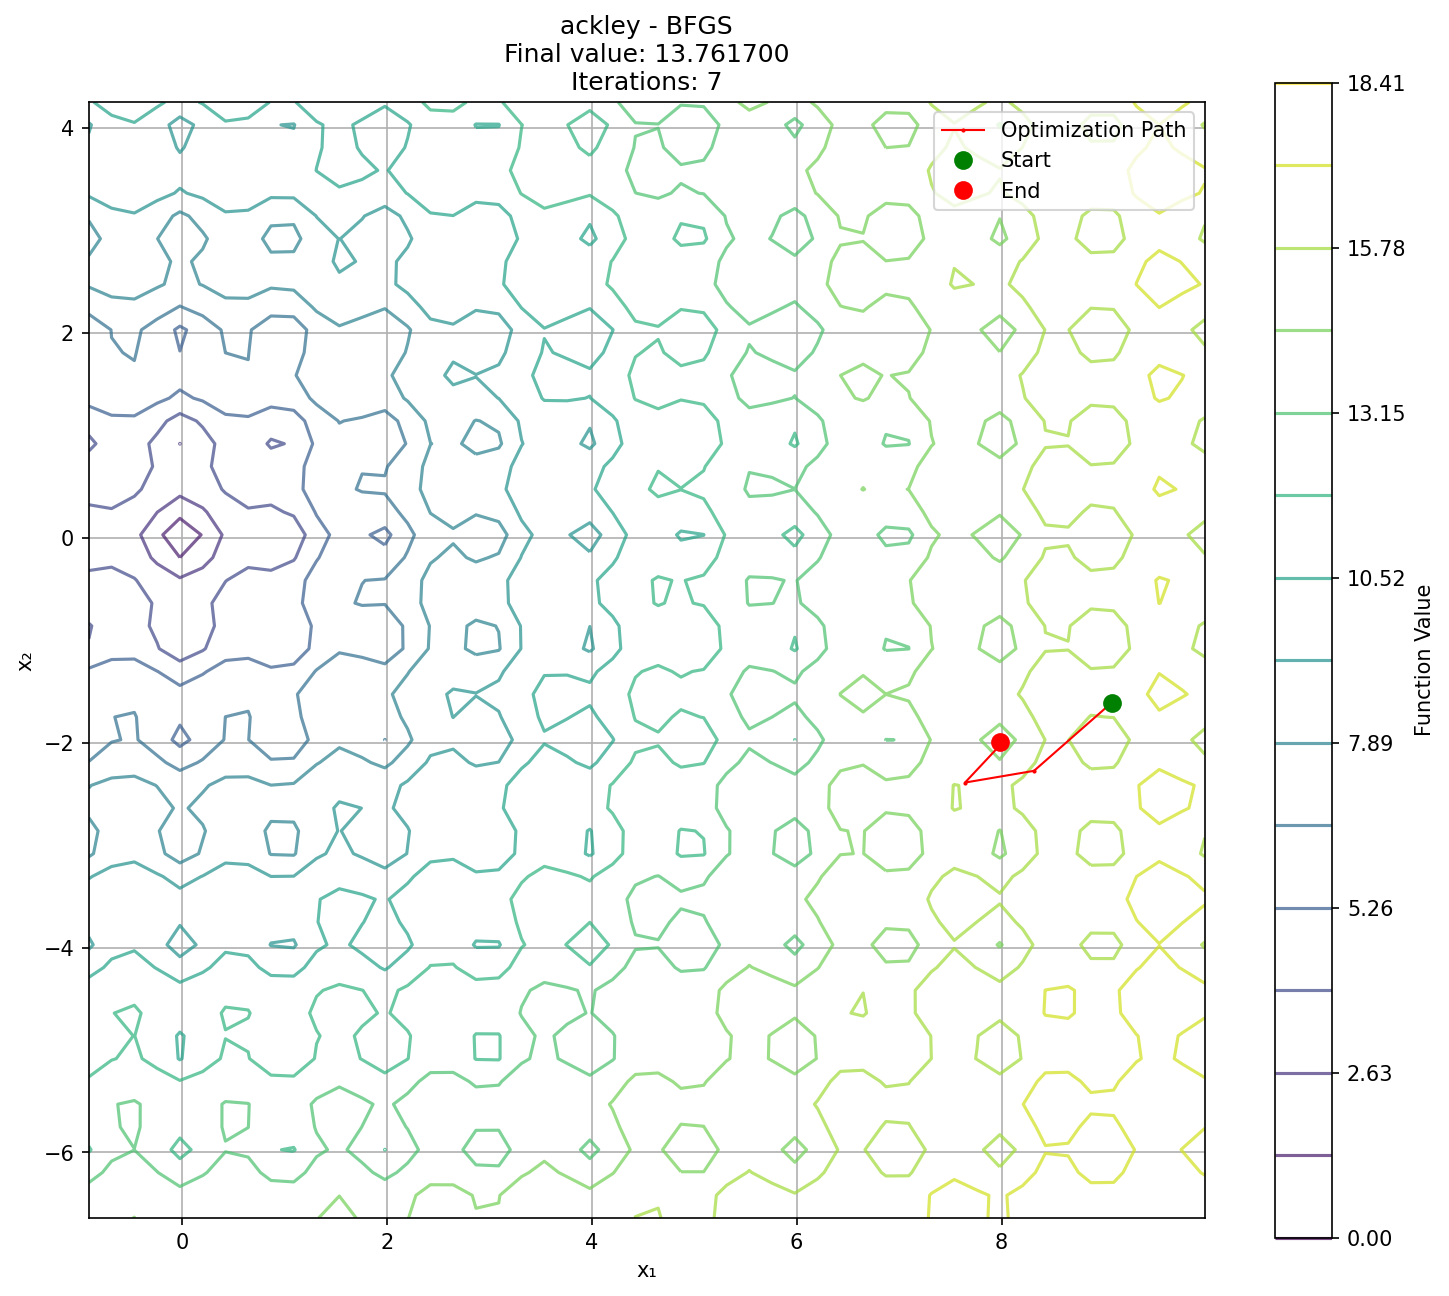 ackley - BFGS
Final value: 13.761700
Iterations: 7
Optimization Path
Start
End
4
2
0
−2
−4
−6
x₂
0
2
4
6
8
x₁
18.41
15.78
13.15
10.52
7.89
5.26
2.63
0.00
Function Value